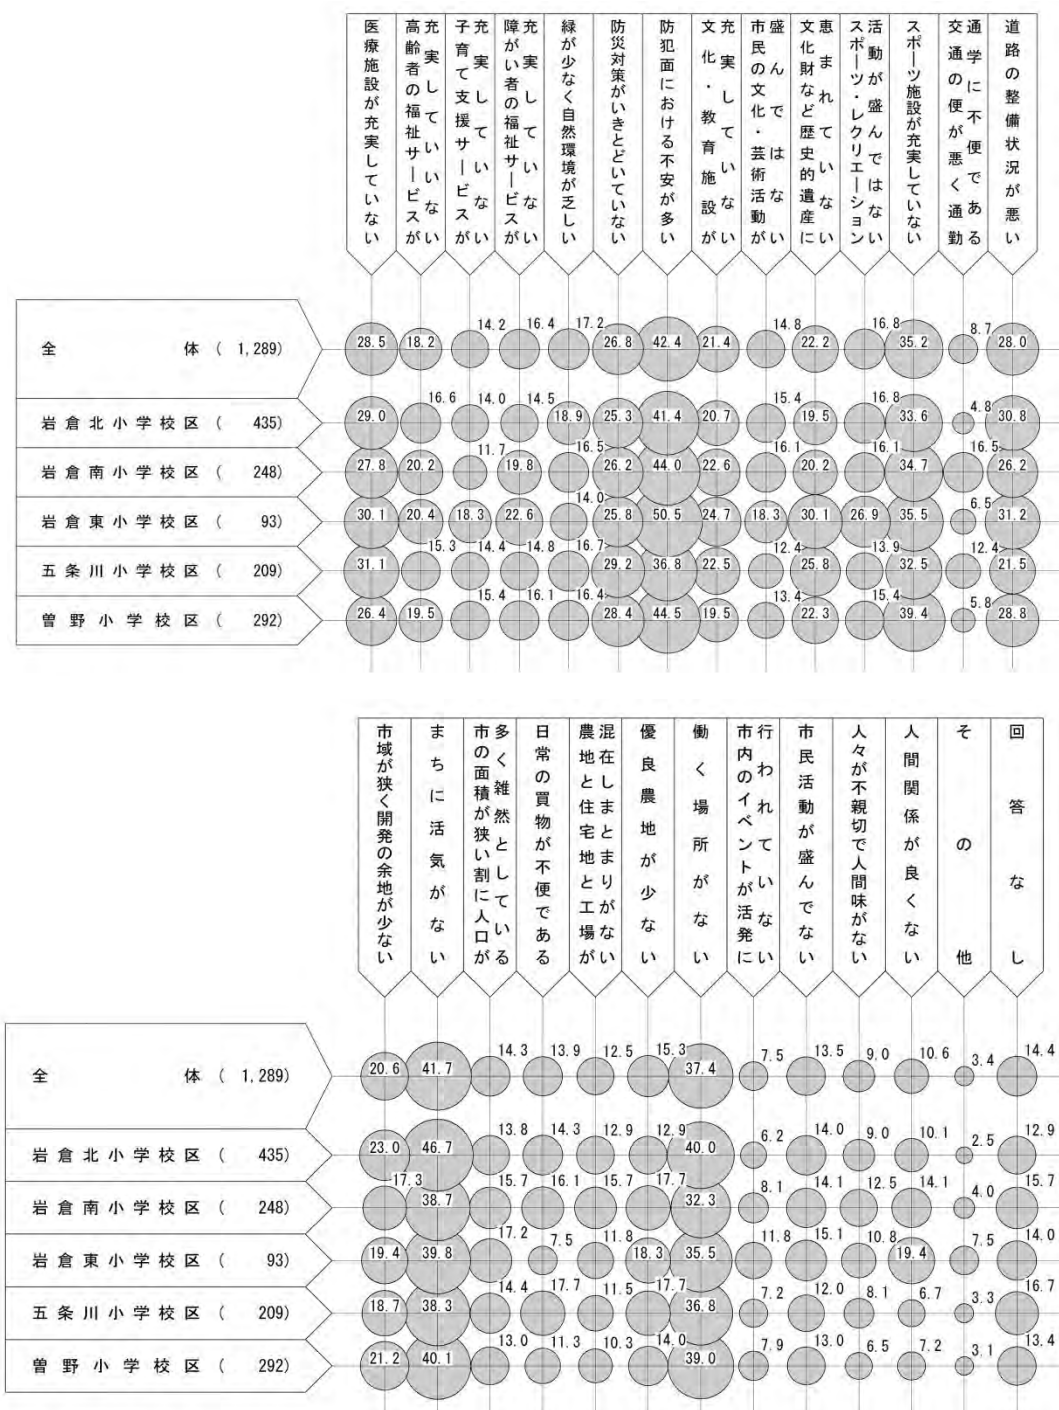 医療施設が充実していない
高齢者の福祉サービスが
充実していない
子育て支援サービスが
充実していない
障がい者の福祉サービスが
充実していない
緑が少なく自然環境が乏しい
防災対策がいきとどいていない
防犯面における不安が多い
文化・教育施設が
充実していない
市民の文化・芸術活動が
盛んではない
文化財など歴史的遺産に
恵まれていない
スポーツ・レクリエーション
活動が盛んではない
スポーツ施設が充実していない
交通の便が悪く通勤
通学に不便である
道路の整備状況が悪い
全体 ( 1,289) 28.5 18.2 14.2 16.4 17.2 26.8 42.4 21.4 14.8 22.2 16.8 35.2 8.7 28.0
岩倉北小学校区 ( 435) 29.0 16.6 14.0 14.5 18.9 25.3 41.4 20.7 15.4 19.5 16.8 33.6 4.8 30.8
岩倉南小学校区 ( 248) 27.8 20.2 11.7 19.8 16.5 26.2 44.0 22.6 16.1 20.2 16.1 34.7 16.5 26.2
岩倉東小学校区 ( 93) 30.1 20.4 18.3 22.6 14.0 25.8 50.5 24.7 18.3 30.1 26.9 35.5 6.5 31.2
五条川小学校区 ( 209) 31.1 15.3 14.4 14.8 16.7 29.2 36.8 22.5 12.4 25.8 13.9 32.5 12.4 21.5
曽野小学校区 ( 292) 26.4 19.5 15.4 16.1 16.4 28.4 44.5 19.5 13.4 22.3 15.4 39.4 5.8 28.8
市域が狭く開発の余地が少ない
まちに活気がない
市の面積が狭い割に人口が
多く雑然としている
日常の買物が不便である
農地と住宅地と工場が
混在しまとまりがない
優良農地が少ない
働く場所がない
市内のイベントが活発に
行われていない
市民活動が盛んでない
人々が不親切で人間味がない
人間関係が良くない
その他
回答なし
全体 ( 1,289) 20.6 41.7 14.3 13.9 12.5 15.3 37.4 7.5 13.5 9.0 10.6 3.4 14.4
岩倉北小学校区 ( 435) 23.0 46.7 13.8 14.3 12.9 12.9 40.0 6.2 14.0 9.0 10.1 2.5 12.9
岩倉南小学校区 ( 248) 17.3 38.7 15.7 16.1 15.7 17.7 32.3 8.1 14.1 12.5 14.1 4.0 15.7
岩倉東小学校区 ( 93) 19.4 39.8 17.2 7.5 11.8 18.3 35.5 11.8 15.1 10.8 19.4 7.5 14.0
五条川小学校区 ( 209) 18.7 38.3 14.4 17.7 11.5 17.7 36.8 7.2 12.0 8.1 6.7 3.3 16.7
曽野小学校区 ( 292) 21.2 40.1 13.0 11.3 10.3 14.0 39.0 7.9 13.0 6.5 7.2 3.1 13.4